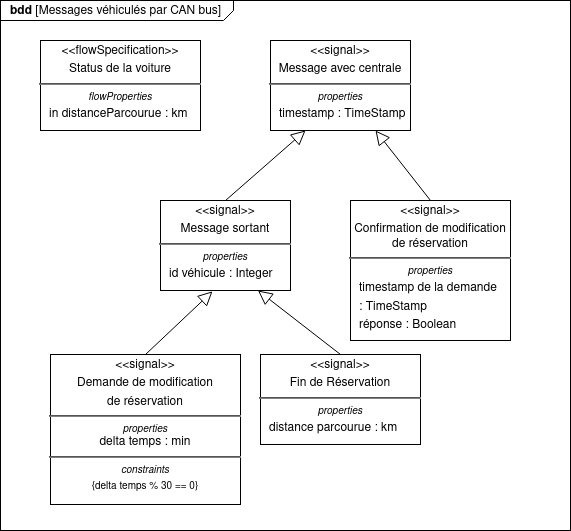 bdd [Messages véhiculés par CAN bus]
<<flowSpecification>>
Status de la voiture
flowProperties
in distanceParcourue : km
<<signal>>
Message avec centrale
properties
timestamp : TimeStamp
<<signal>>
Message sortant
properties
id véhicule : Integer
<<signal>>
Confirmation de modification
de réservation
properties
timestamp de la demande
: TimeStamp
réponse : Boolean
<<signal>>
Demande de modification
de réservation
properties
delta temps : min
constraints
{delta temps % 30 == 0}
<<signal>>
Fin de Réservation
properties
distance parcourue : km